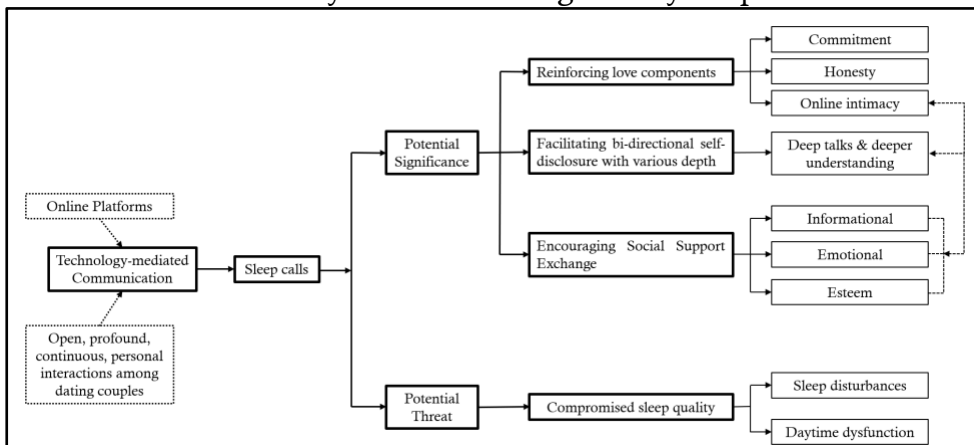 Commitment
Reinforcing love components
Honesty
Online intimacy
Potential
Significance
Facilitating bi-directional self-
disclosure with various depth
Deep talks & deeper
understanding
Online Platforms
Informational
Technology-mediated
Communication
Sleep calls
Encouraging Social Support
Exchange
Emotional
Esteem
Open, profound,
continuous, personal
interactions among
dating couples
Potential
Threat
Compromised sleep quality
Sleep disturbances
Daytime dysfunction